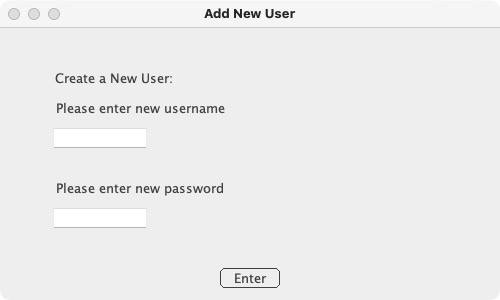 Add New User
Create a New User:
Please enter new username
Please enter new password
Enter